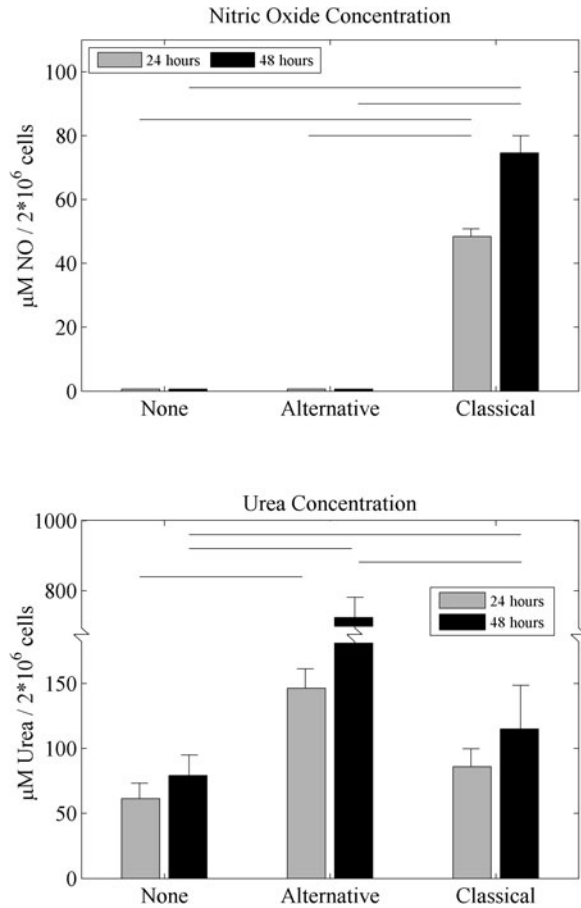 Nitric Oxide Concentration
24 hours 48 hours
100
80
60
40
20
0
µM NO / 2*10⁶ cells
None Alternative Classical
Urea Concentration
1000
800
150
100
50
0
µM Urea / 2*10⁶ cells
24 hours
48 hours
None Alternative Classical